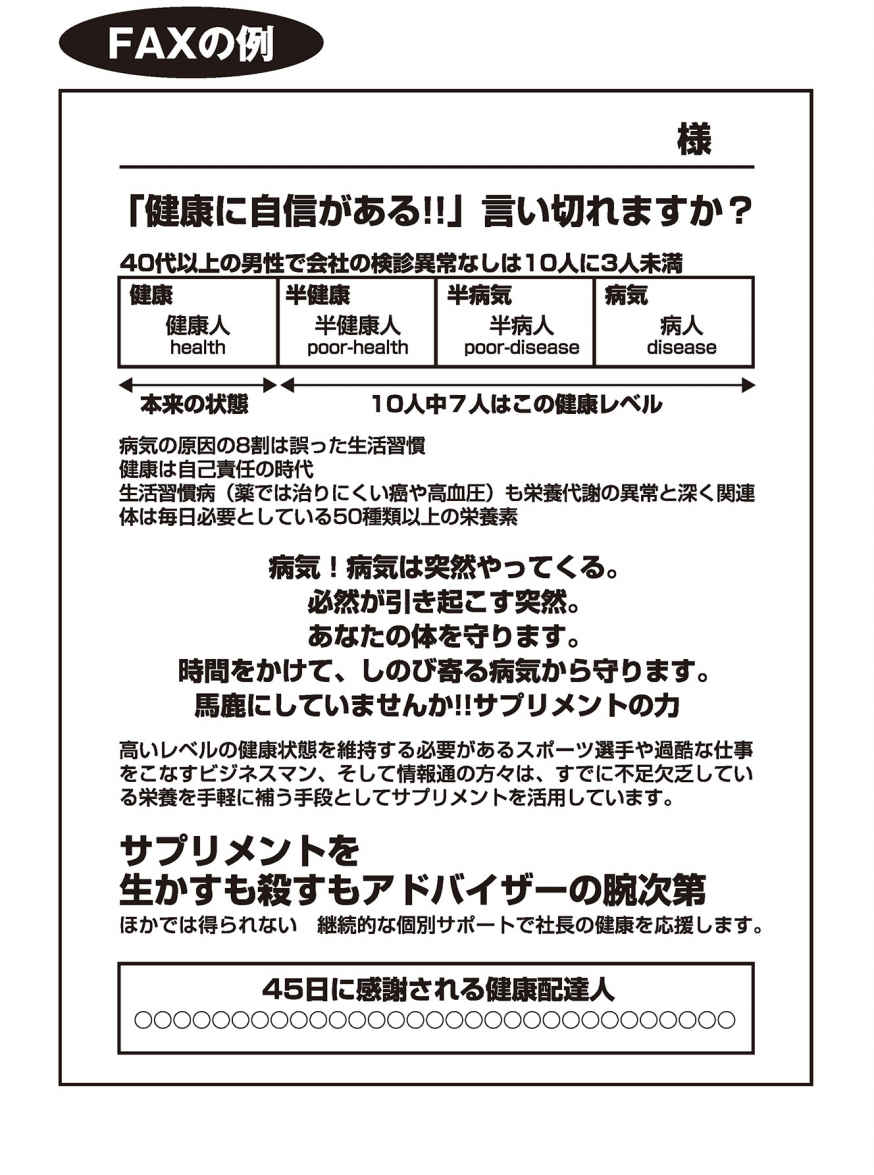 FAXの例
様
「健康に自信がある!!」言い切れますか？
40代以上の男性で会社の検診異常なしは10人に3人未満
健康 半健康 半病気 病気
健康人 半健康人 半病人 病人
health poor-health poor-disease disease
本来の状態 10人中７人はこの健康レベル
病気の原因の8割は誤った生活習慣
健康は自己責任の時代
生活習慣病（薬では治りにくい癌や高血圧）も栄養代謝の異常と深く関連
体は毎日必要としている50種類以上の栄養素
病気！病気は突然やってくる。
必然が引き起こす突然。
あなたの体を守ります。
時間をかけて、しのび寄る病気から守ります。
馬鹿にしていませんか!!サプリメントの力
高いレベルの健康状態を維持する必要があるスポーツ選手や過酷な仕事
をこなすビジネスマン、そして情報通の方々は、すでに不足欠乏してい
る栄養を手軽に補う手段としてサプリメントを活用しています。
サプリメントを
生かすも殺すもアドバイザーの腕次第
ほかでは得られない　継続的な個別サポートで社長の健康を応援します。
45日に感謝される健康配達人
○○○○○○○○○○○○○○○○○○○○○○○○○○○○○○○